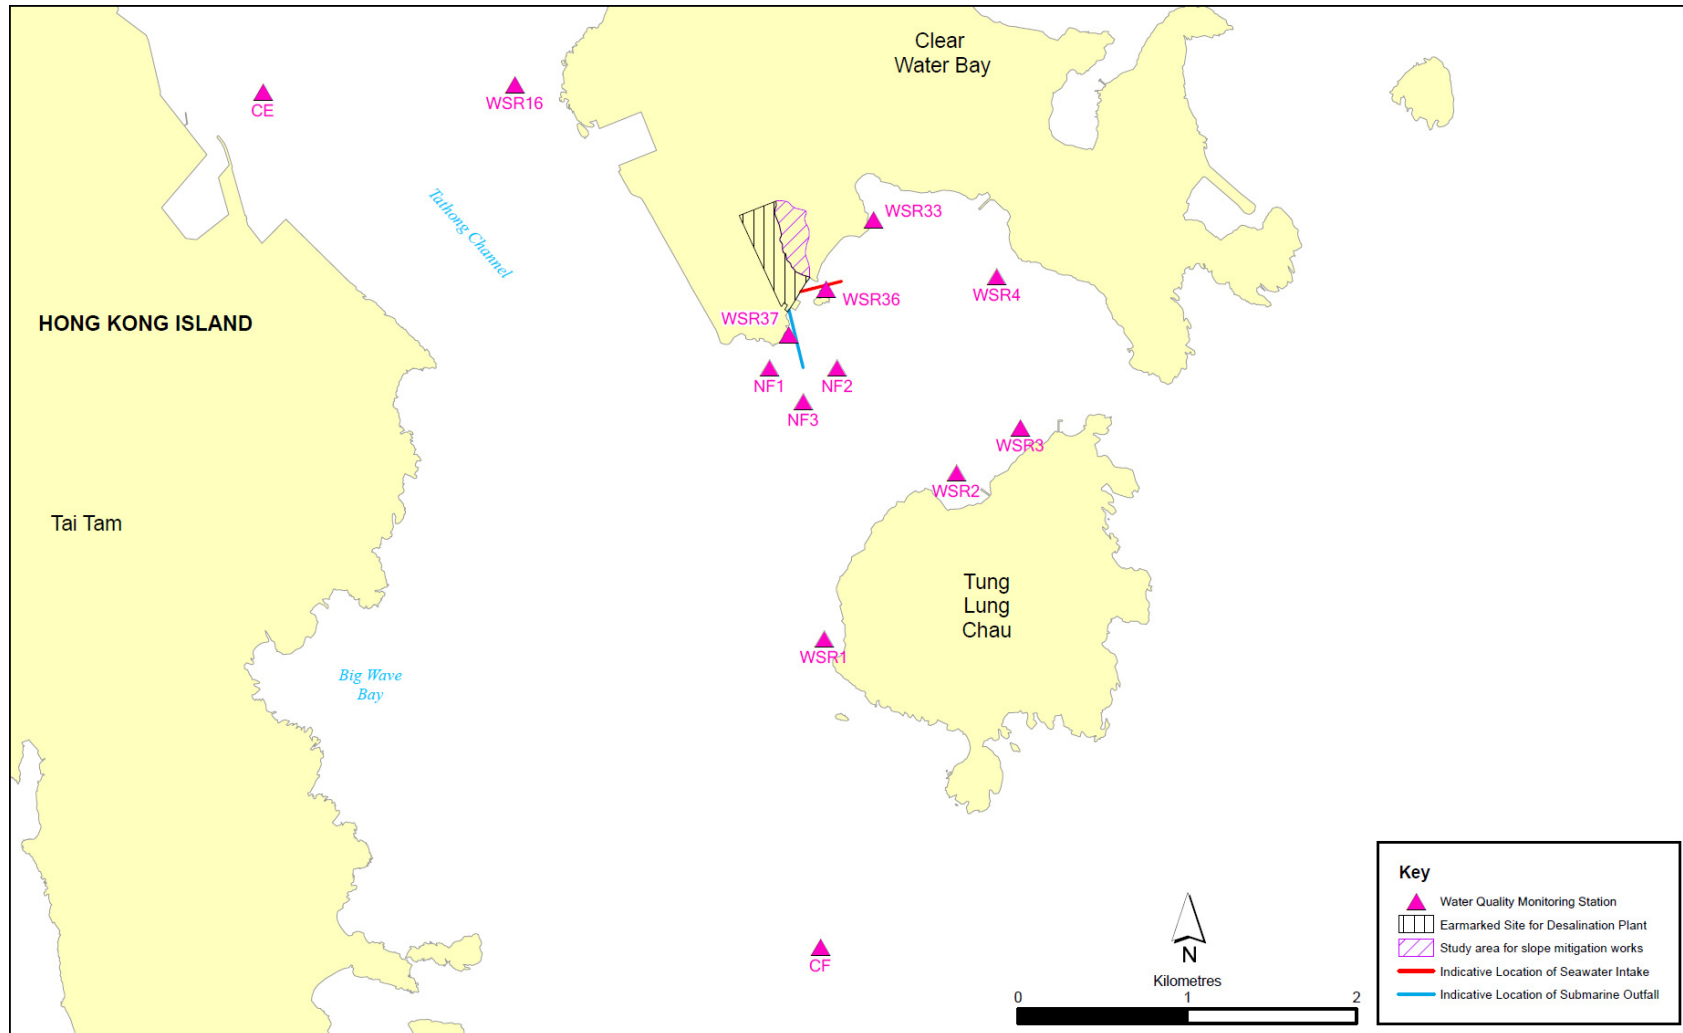 Clear
Water Bay
CE
WSR16
Tathong Channel
WSR33
WSR4
WSR36
HONG KONG ISLAND
WSR37
NF1
NF2
NF3
WSR3
WSR2
Tai Tam
Tung
Lung
Chau
WSR1
Big Wave
Bay
CF
N
Kilometres
0
1
2
Key
Water Quality Monitoring Station
Earmarked Site for Desalination Plant
Study area for slope mitigation works
Indicative Location of Seawater Intake
Indicative Location of Submarine Outfall